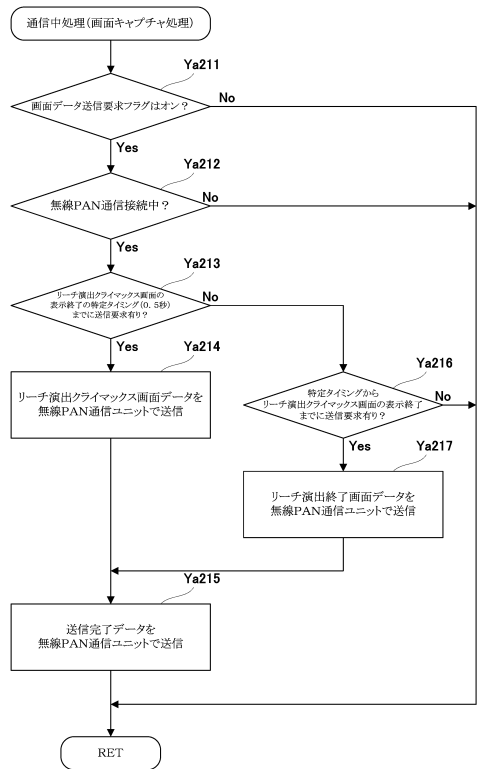 通信中処理(画面キャプチャ処理)
Ya211
画面データ送信要求フラグはオン?
No
Yes
Ya212
無線PAN通信接続中?
No
Yes
Ya213
リーチ演出クライマックス画面の
表示終了の特定タイミング(0.5秒)
までに送信要求有り?
No
Yes
Ya214
リーチ演出クライマックス画面データを
無線PAN通信ユニットで送信
Ya216
特定タイミングから
リーチ演出クライマックス画面の表示終了
までに送信要求有り?
No
Yes
Ya217
リーチ演出終了画面データを
無線PAN通信ユニットで送信
Ya215
送信完了データを
無線PAN通信ユニットで送信
RET